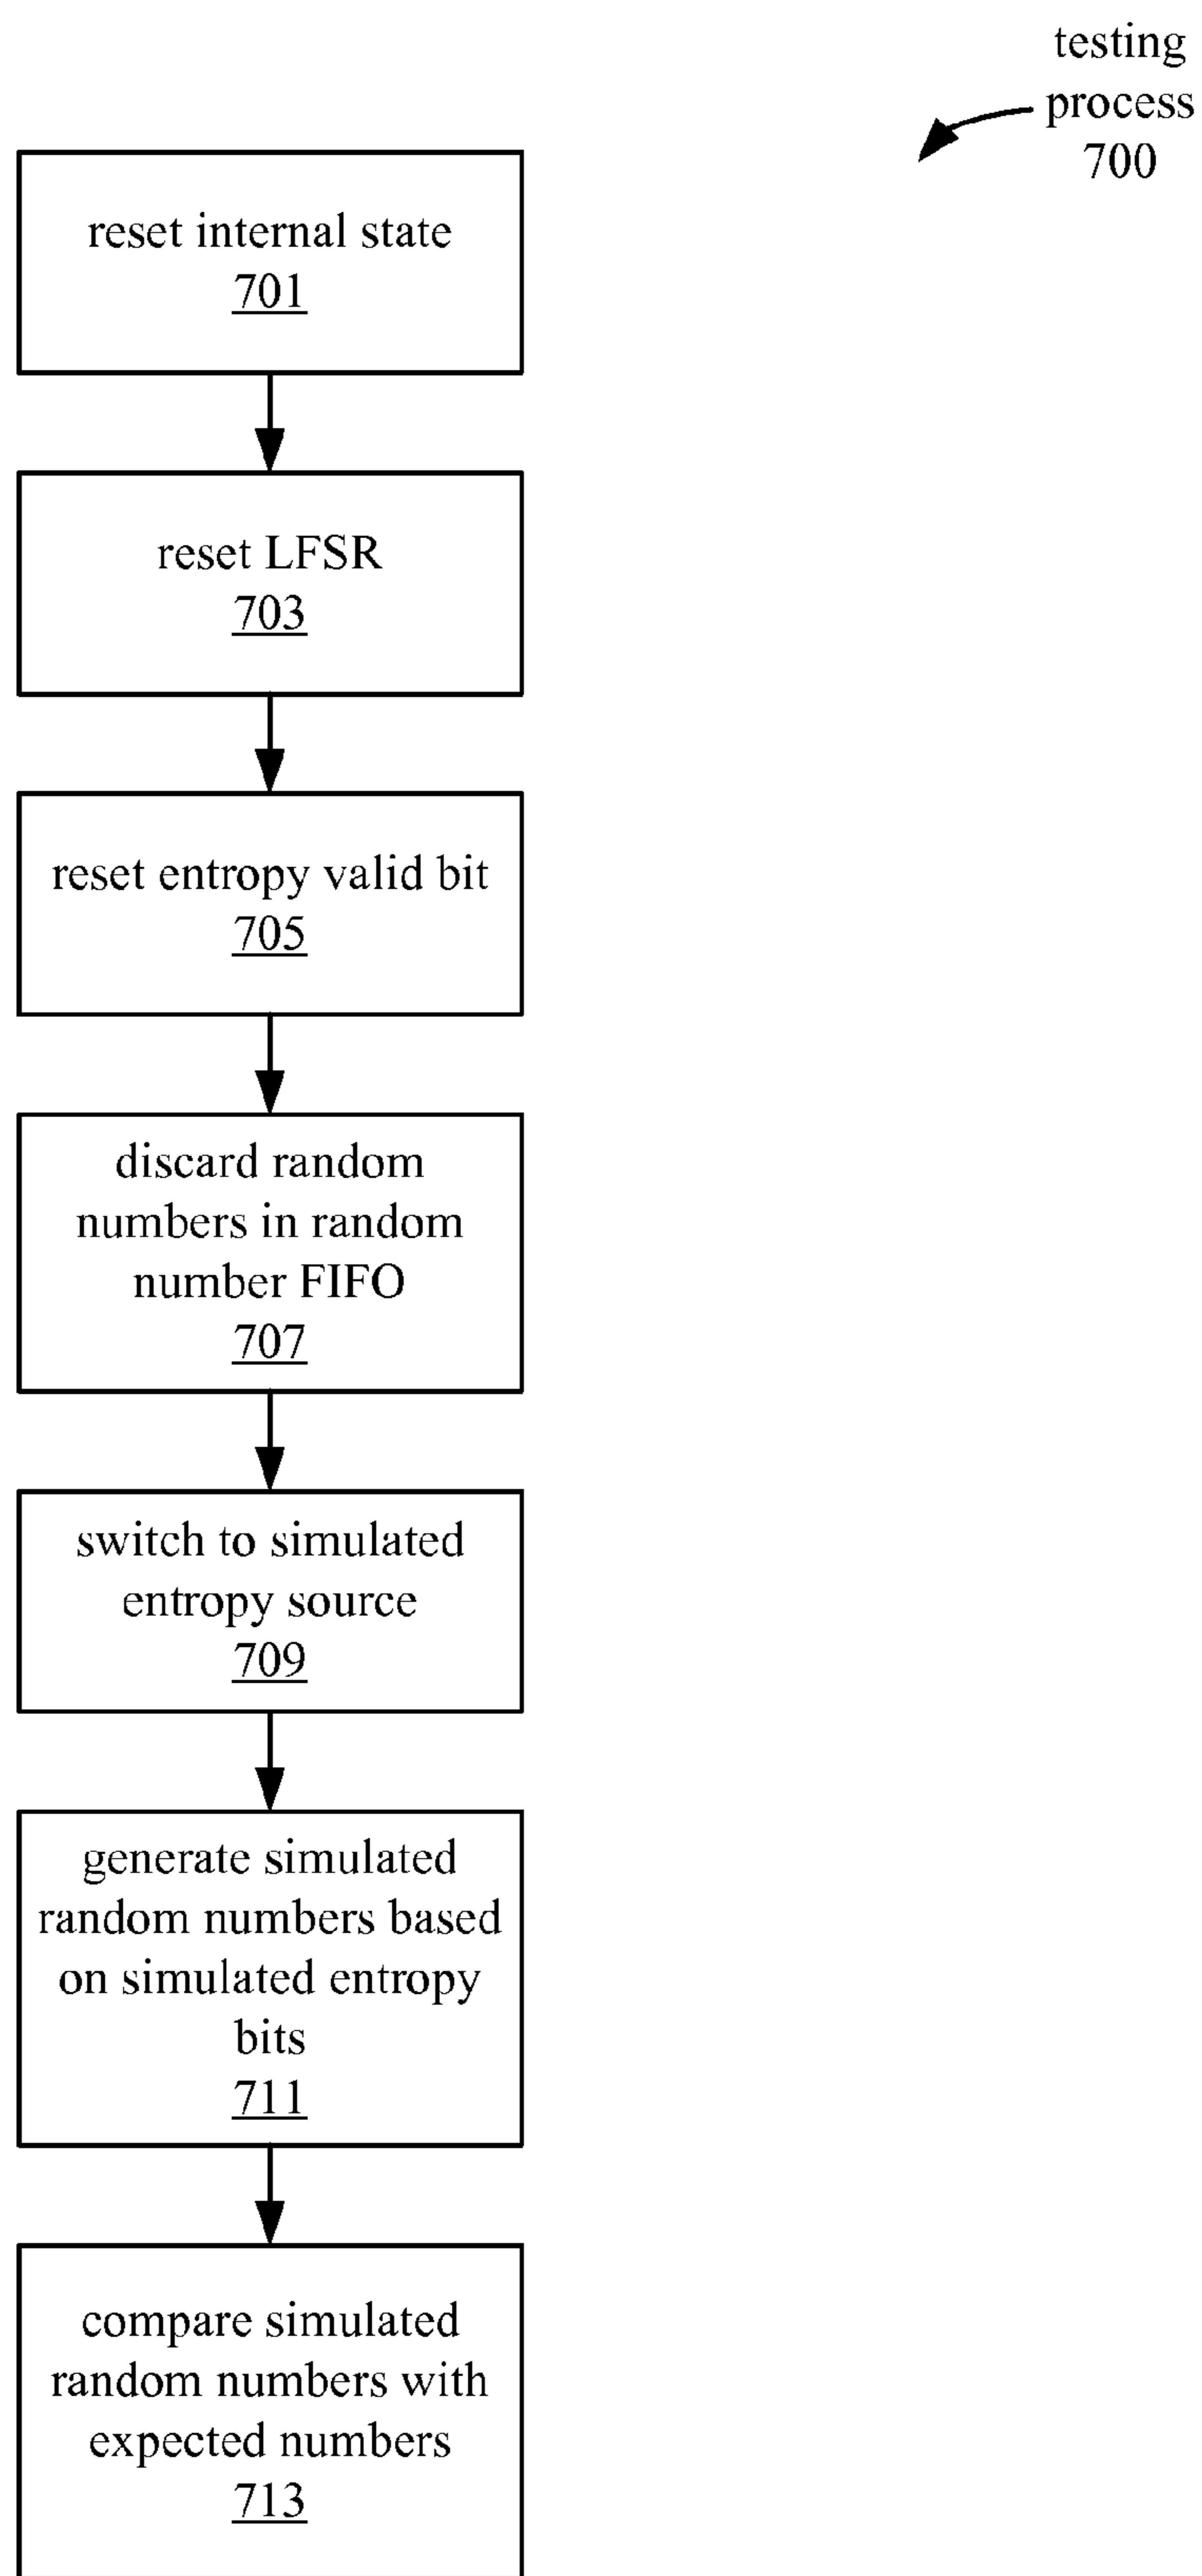 testing
process
700
reset internal state
701
reset LFSR
703
reset entropy valid bit
705
discard random
numbers in random
number FIFO
707
switch to simulated
entropy source
709
generate simulated
random numbers based
on simulated entropy
bits
711
compare simulated
random numbers with
expected numbers
713